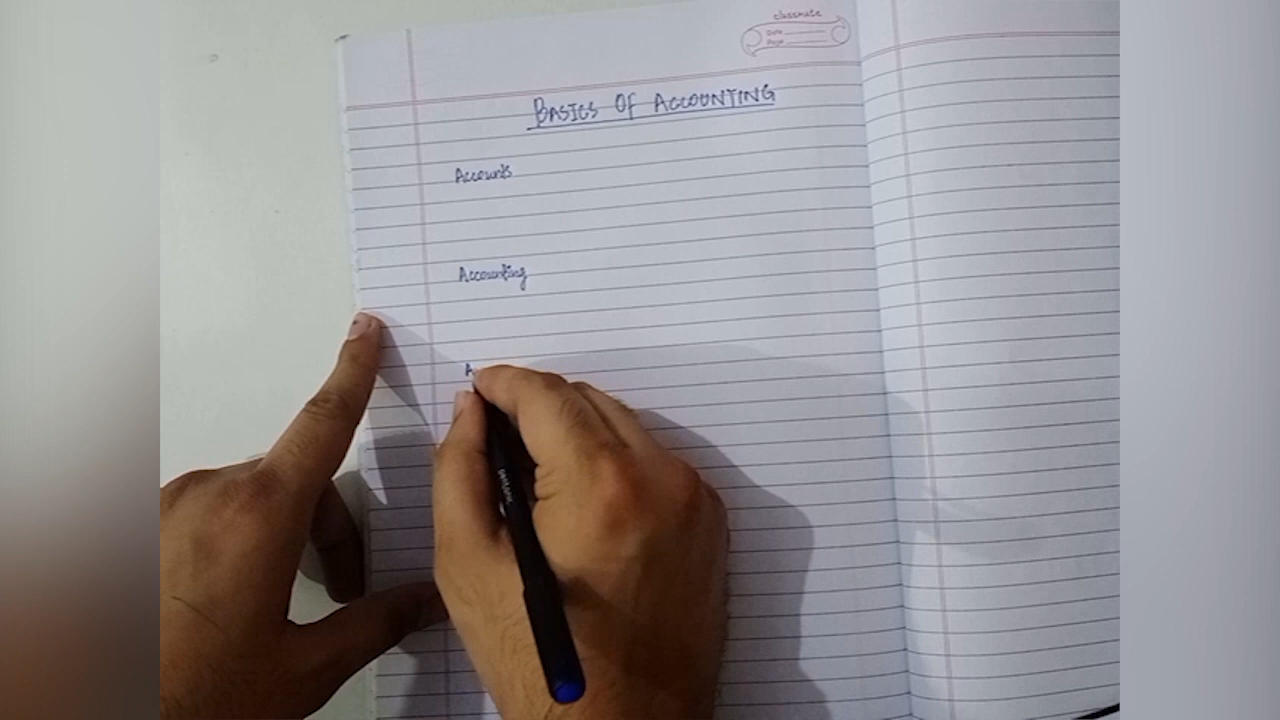 classmate
Date
Page
BASICS OF ACCOUNTING
Accounts
Accounting
A